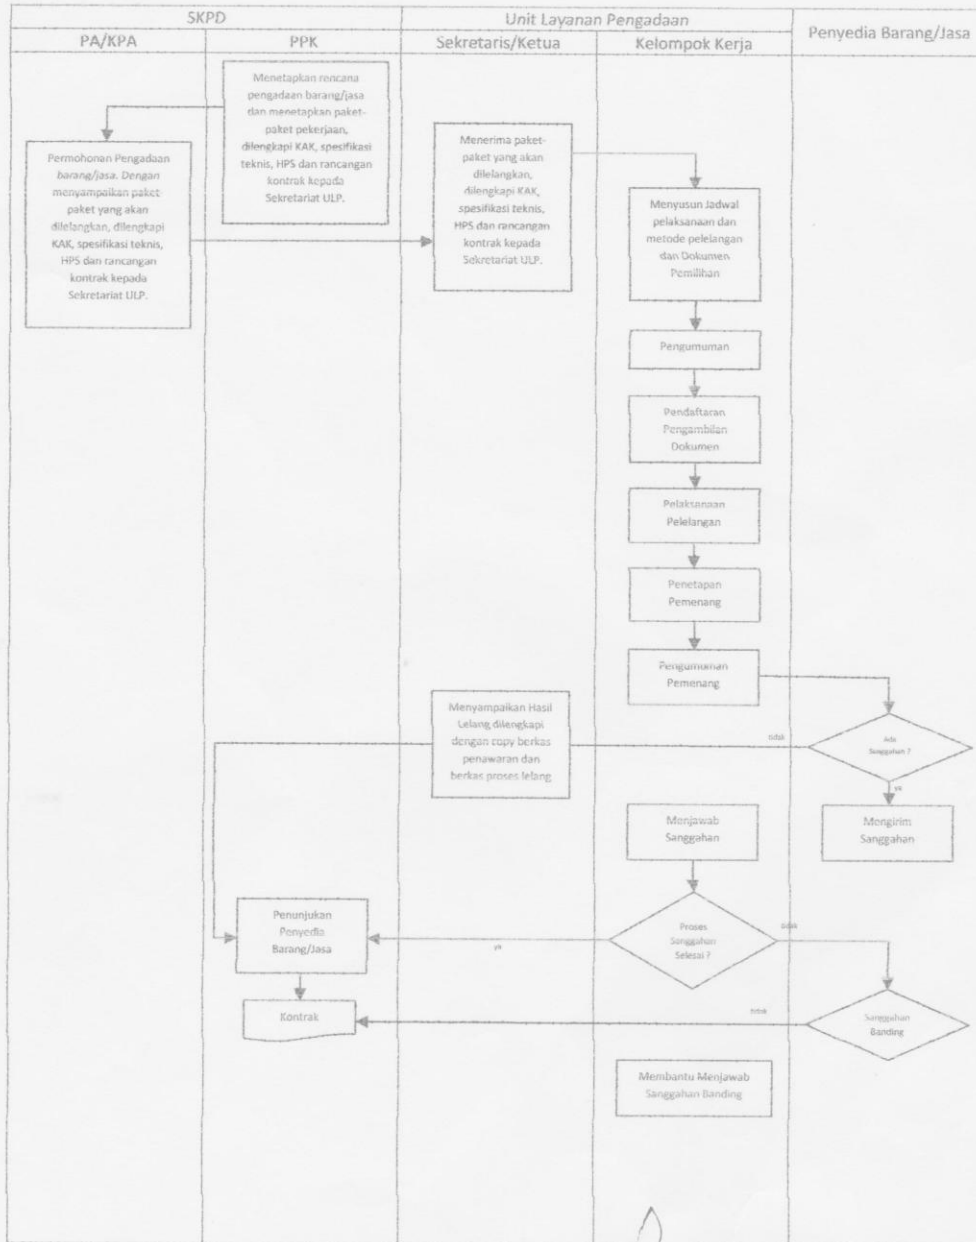 SKPD
Unit Layanan Pengadaan
Penyedia Barang/Jasa
PA/KPA
PPK
Sekretaris/Ketua
Kelompok Kerja
Menetapkan rencana
pengadaan barang/jasa
dan menetapkan paket-
paket pekerjaan,
dilengkapi KAK, spesifikasi
teknis, HPS dan rancangan
kontrak kepada
Sekretariat ULP.
Permohonan Pengadaan
barang/jasa. Dengan
menyampaikan paket-
paket yang akan
dilelangkan, dilengkapi
KAK, spesifikasi teknis,
HPS dan rancangan
kontrak kepada
Sekretariat ULP.
Menerima paket-
paket yang akan
dilelangkan,
dilengkapi KAK,
spesifikasi teknis,
HPS dan rancangan
kontrak kepada
Sekretariat ULP.
Menyusun Jadwal
pelaksanaan dan
metode pelelangan
dan Dokumen
Pemilihan
Pengumuman
Pendaftaran
Pengambilan
Dokumen
Pelaksanaan
Pelelangan
Penetapan
Pemenang
Pengumuman
Pemenang
Menyampaikan Hasil
Lelang dilengkapi
dengan copy berkas
penawaran dan
berkas proses lelang
tidak
Ada
Sanggahan ?
ya
Mengirim
Sanggahan
Menjawab
Sanggahan
Proses
Sanggahan
Selesai ?
tidak
ya
Penunjukan
Penyedia
Barang/Jasa
Kontrak
tidak
Sanggahan
Banding
Membantu Menjawab
Sanggahan Banding